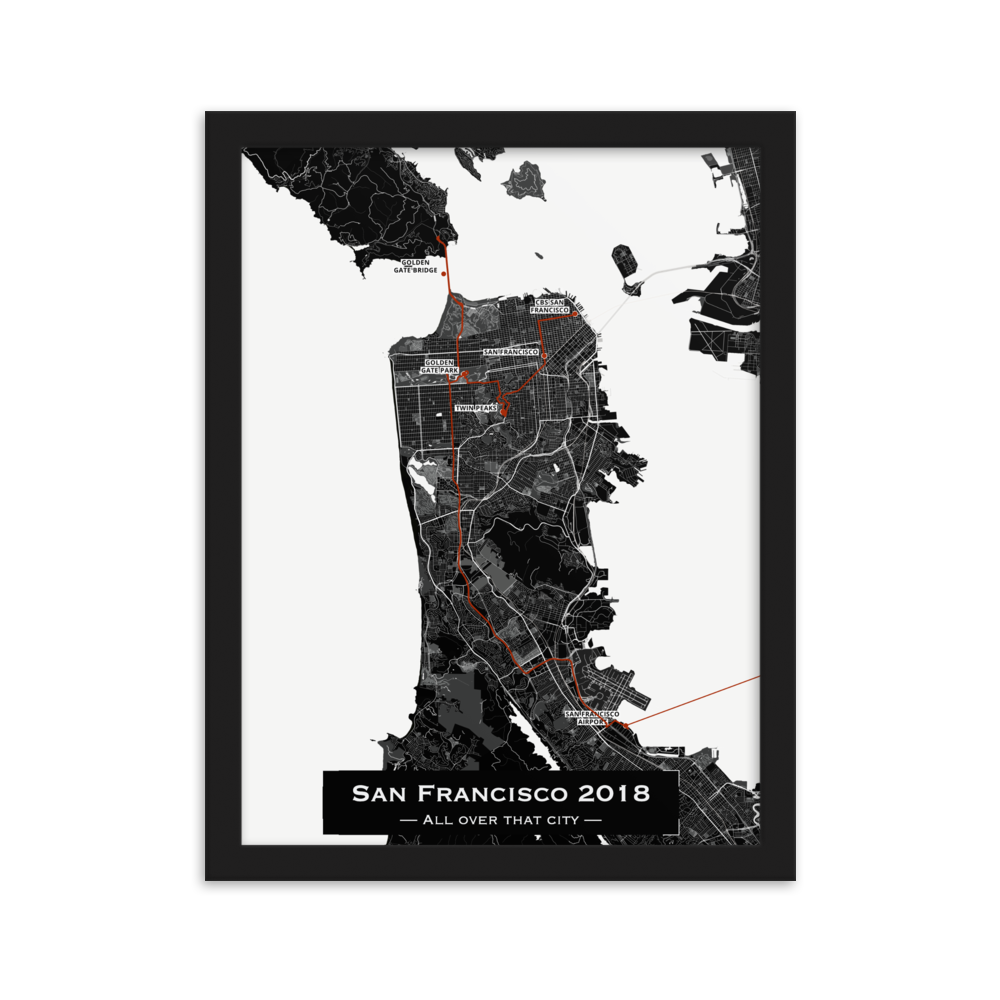 GOLDEN
GATE BRIDGE
CBS SAN
FRANCISCO
SAN FRANCISCO
GOLDEN
GATE PARK
TWIN PEAKS
SAN FRANCISCO
AIRPORT
SAN FRANCISCO 2018
— ALL OVER THAT CITY —